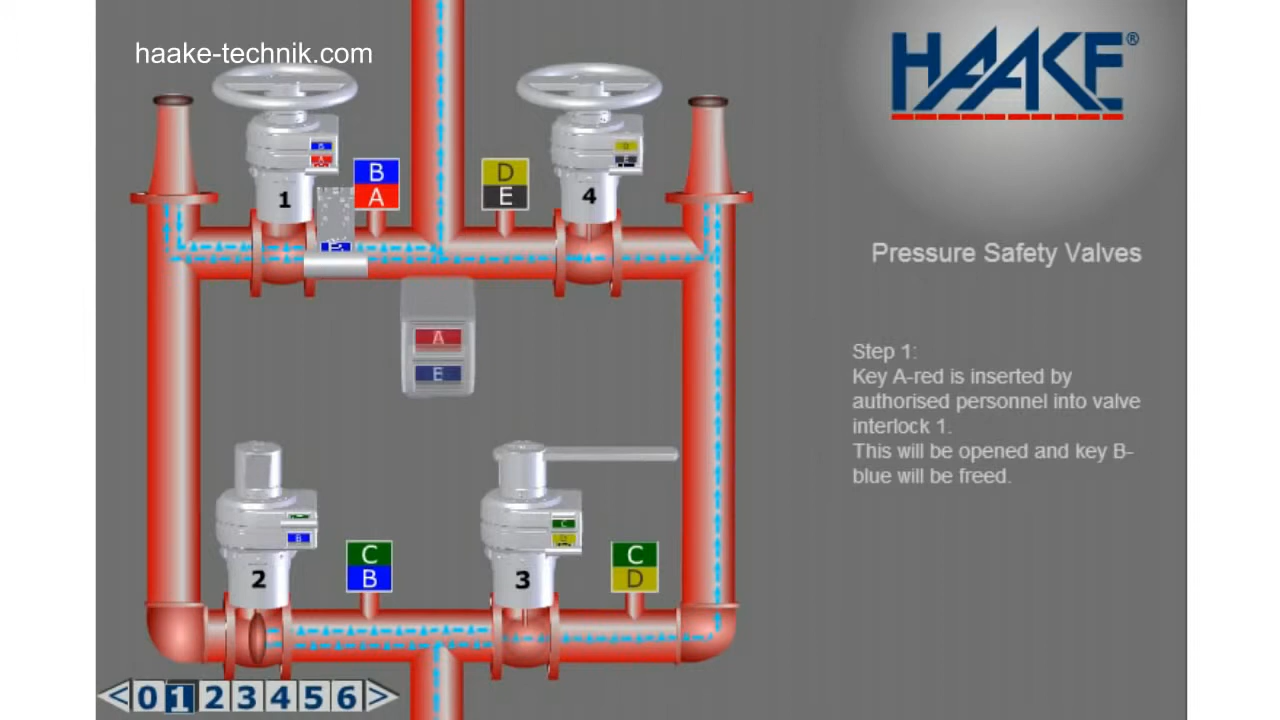 haake-technik.com
HAAKE®
Pressure Safety Valves
Step 1:
Key A-red is inserted by
authorised personnel into valve
interlock 1.
This will be opened and key B-
blue will be freed.
B
A
1
B
A
D
E
D
E
4
A
B
2
C
B
C
D
3
C
D
<0123456>